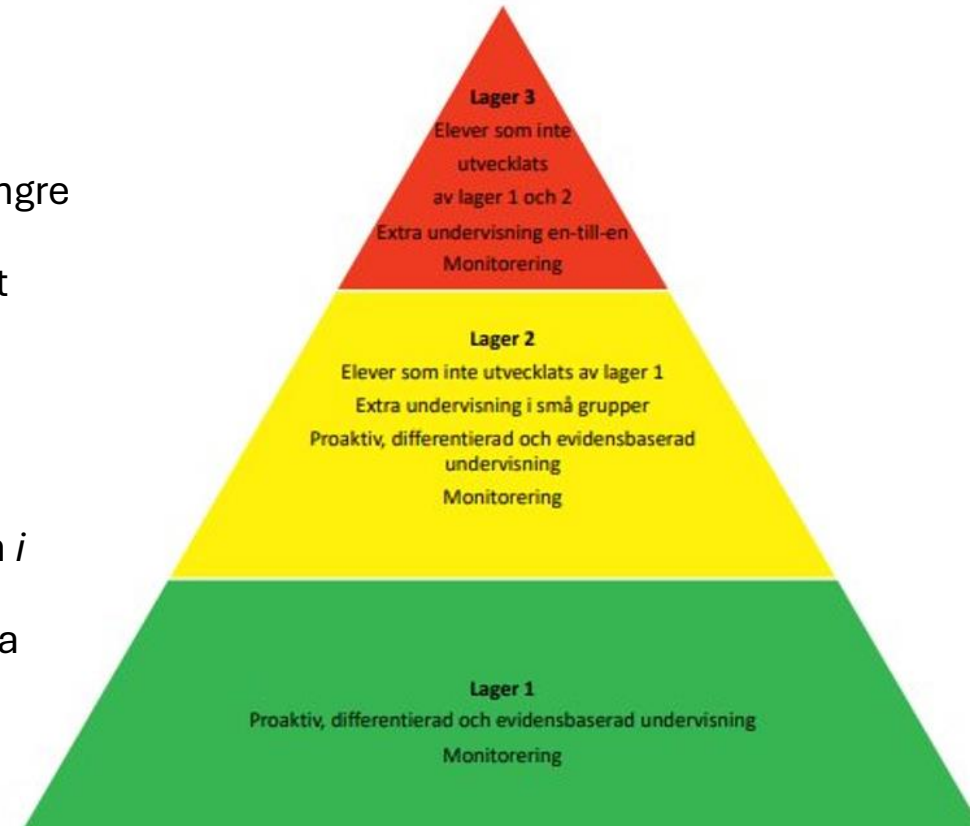 ngre
t
i
a
Lager 3
Elever som inte
utvecklats
av lager 1 och 2
Extra undervisning en-till-en
Monitorering
Lager 2
Elever som inte utvecklats av lager 1
Extra undervisning i små grupper
Proaktiv, differentierad och evidensbaserad
undervisning
Monitorering
Lager 1
Proaktiv, differentierad och evidensbaserad undervisning
Monitorering